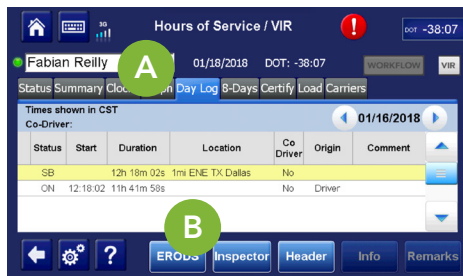 3G
Hours of Service / VIR
!
DOT -38:07
Fabian Reilly
A
01/18/2018 DOT: -38:07
WORKFLOW
VIR
Status Summary Day Log 8-Days Certify Load Carriers
Times shown in CST
Co-Driver:
01/16/2018
Status Start Duration Location Co Driver Origin Comment
SB 12h 18m 02s 1mi ENE TX Dallas No
ON 12:18:02 11h 41m 58s No Driver
B
? ERODS Inspector Header Info Remarks